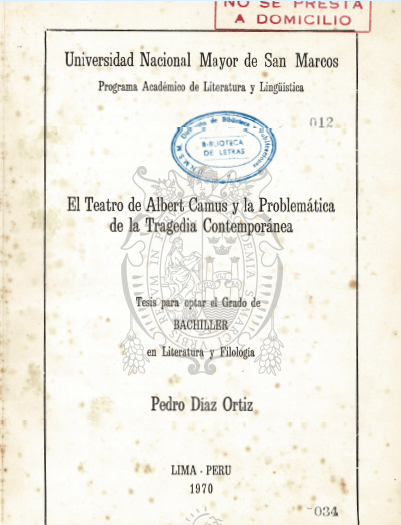 NO SE PRESTA
A DOMICILIO
Universidad Nacional Mayor de San Marcos
Programa Académico de Literatura y Lingüística
012
BIBLIOTECA
DE LETRAS
El Teatro de Albert Camus y la Problemática
de la Tragedia Contemporánea
Tesis para optar el Grado de
BACHILLER
en Literatura y Filología
Pedro Díaz Ortiz
LIMA - PERU
1970
034